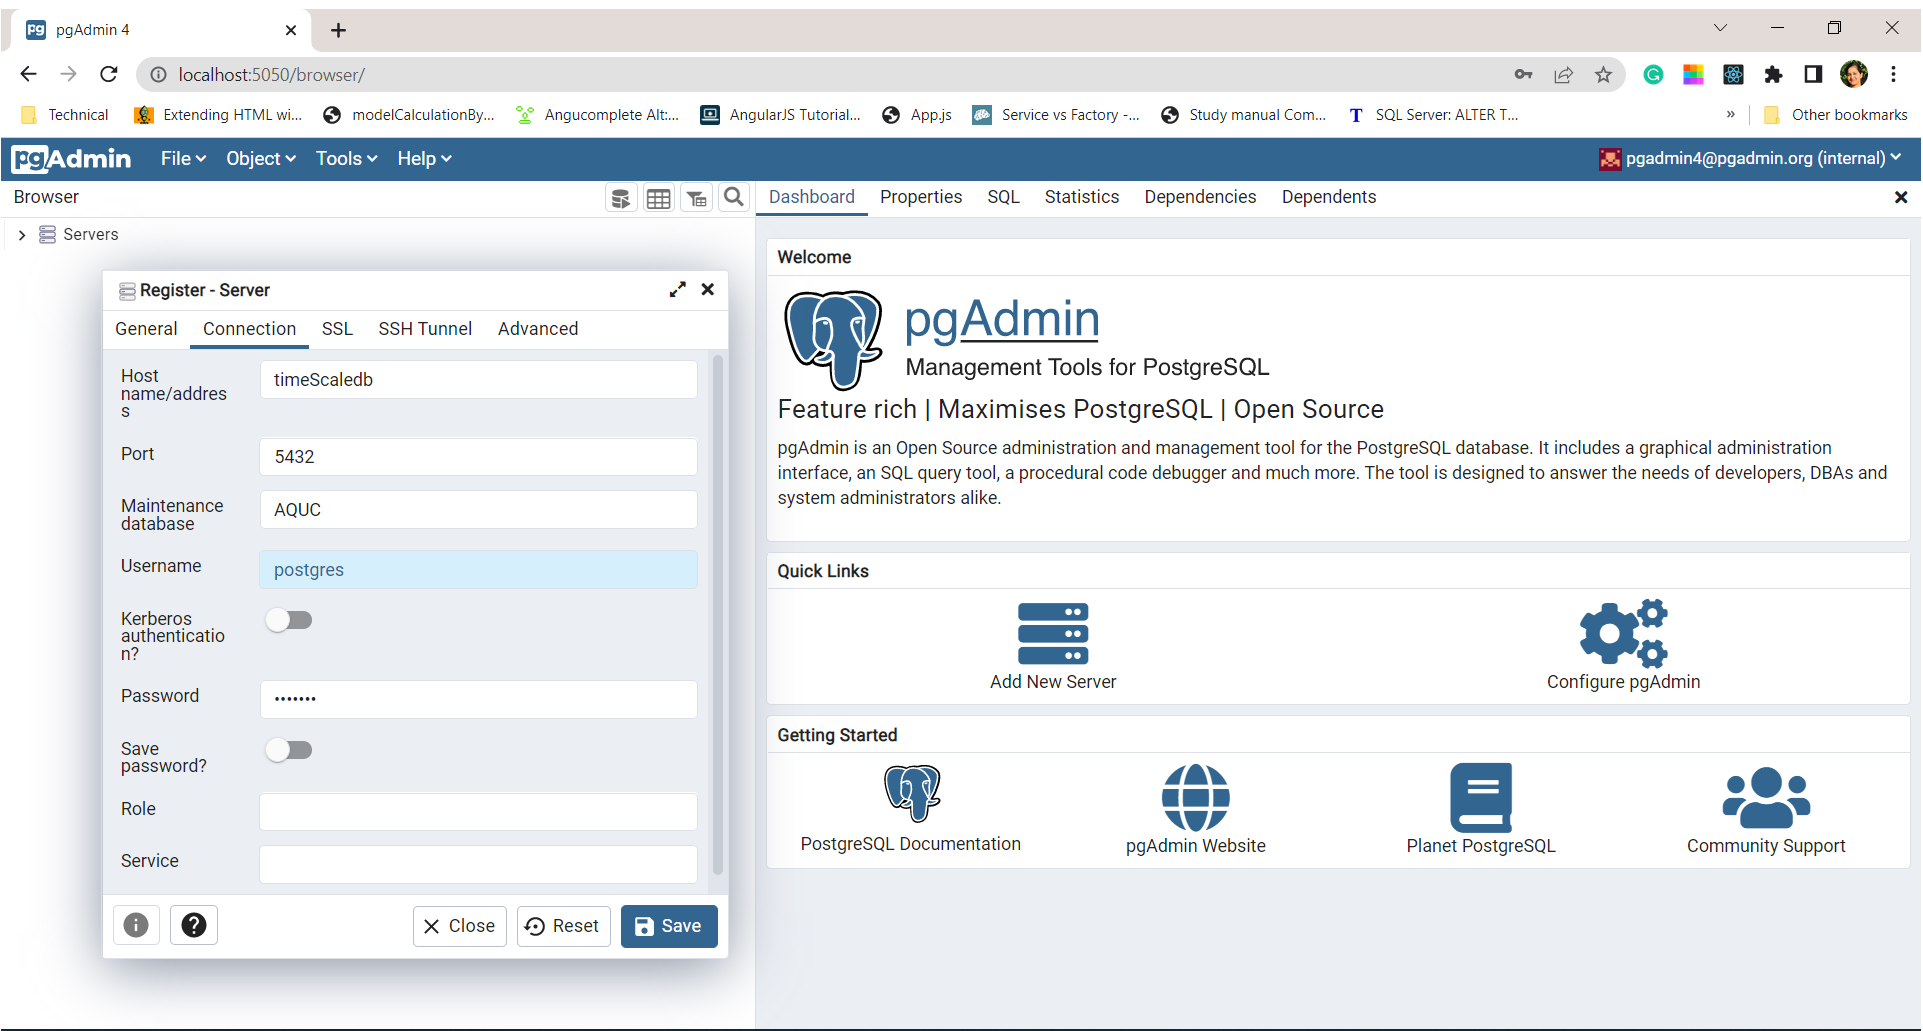 pgAdmin 4
localhost:5050/browser/
Technical
Extending HTML wi...
modelCalculationBy...
Angucomplete Alt:...
AngularJS Tutorial...
App.js
Service vs Factory -...
Study manual Com...
T SQL Server: ALTER T...
»
Other bookmarks
pgAdmin
File
Object
Tools
Help
pgadmin4@pgadmin.org (internal)
Browser
Dashboard
Properties
SQL
Statistics
Dependencies
Dependents
Servers
Register - Server
General
Connection
SSL
SSH Tunnel
Advanced
Host
name/addres
s
timeScaledb
Port
5432
Maintenance
database
AQUC
Username
postgres
Kerberos
authenticatio
n?
Password
•••••••
Save
password?
Role
Service
Close
Reset
Save
Welcome
pgAdmin
Management Tools for PostgreSQL
Feature rich | Maximises PostgreSQL | Open Source
pgAdmin is an Open Source administration and management tool for the PostgreSQL database. It includes a graphical administration
interface, an SQL query tool, a procedural code debugger and much more. The tool is designed to answer the needs of developers, DBAs and
system administrators alike.
Quick Links
Add New Server
Configure pgAdmin
Getting Started
PostgreSQL Documentation
pgAdmin Website
Planet PostgreSQL
Community Support